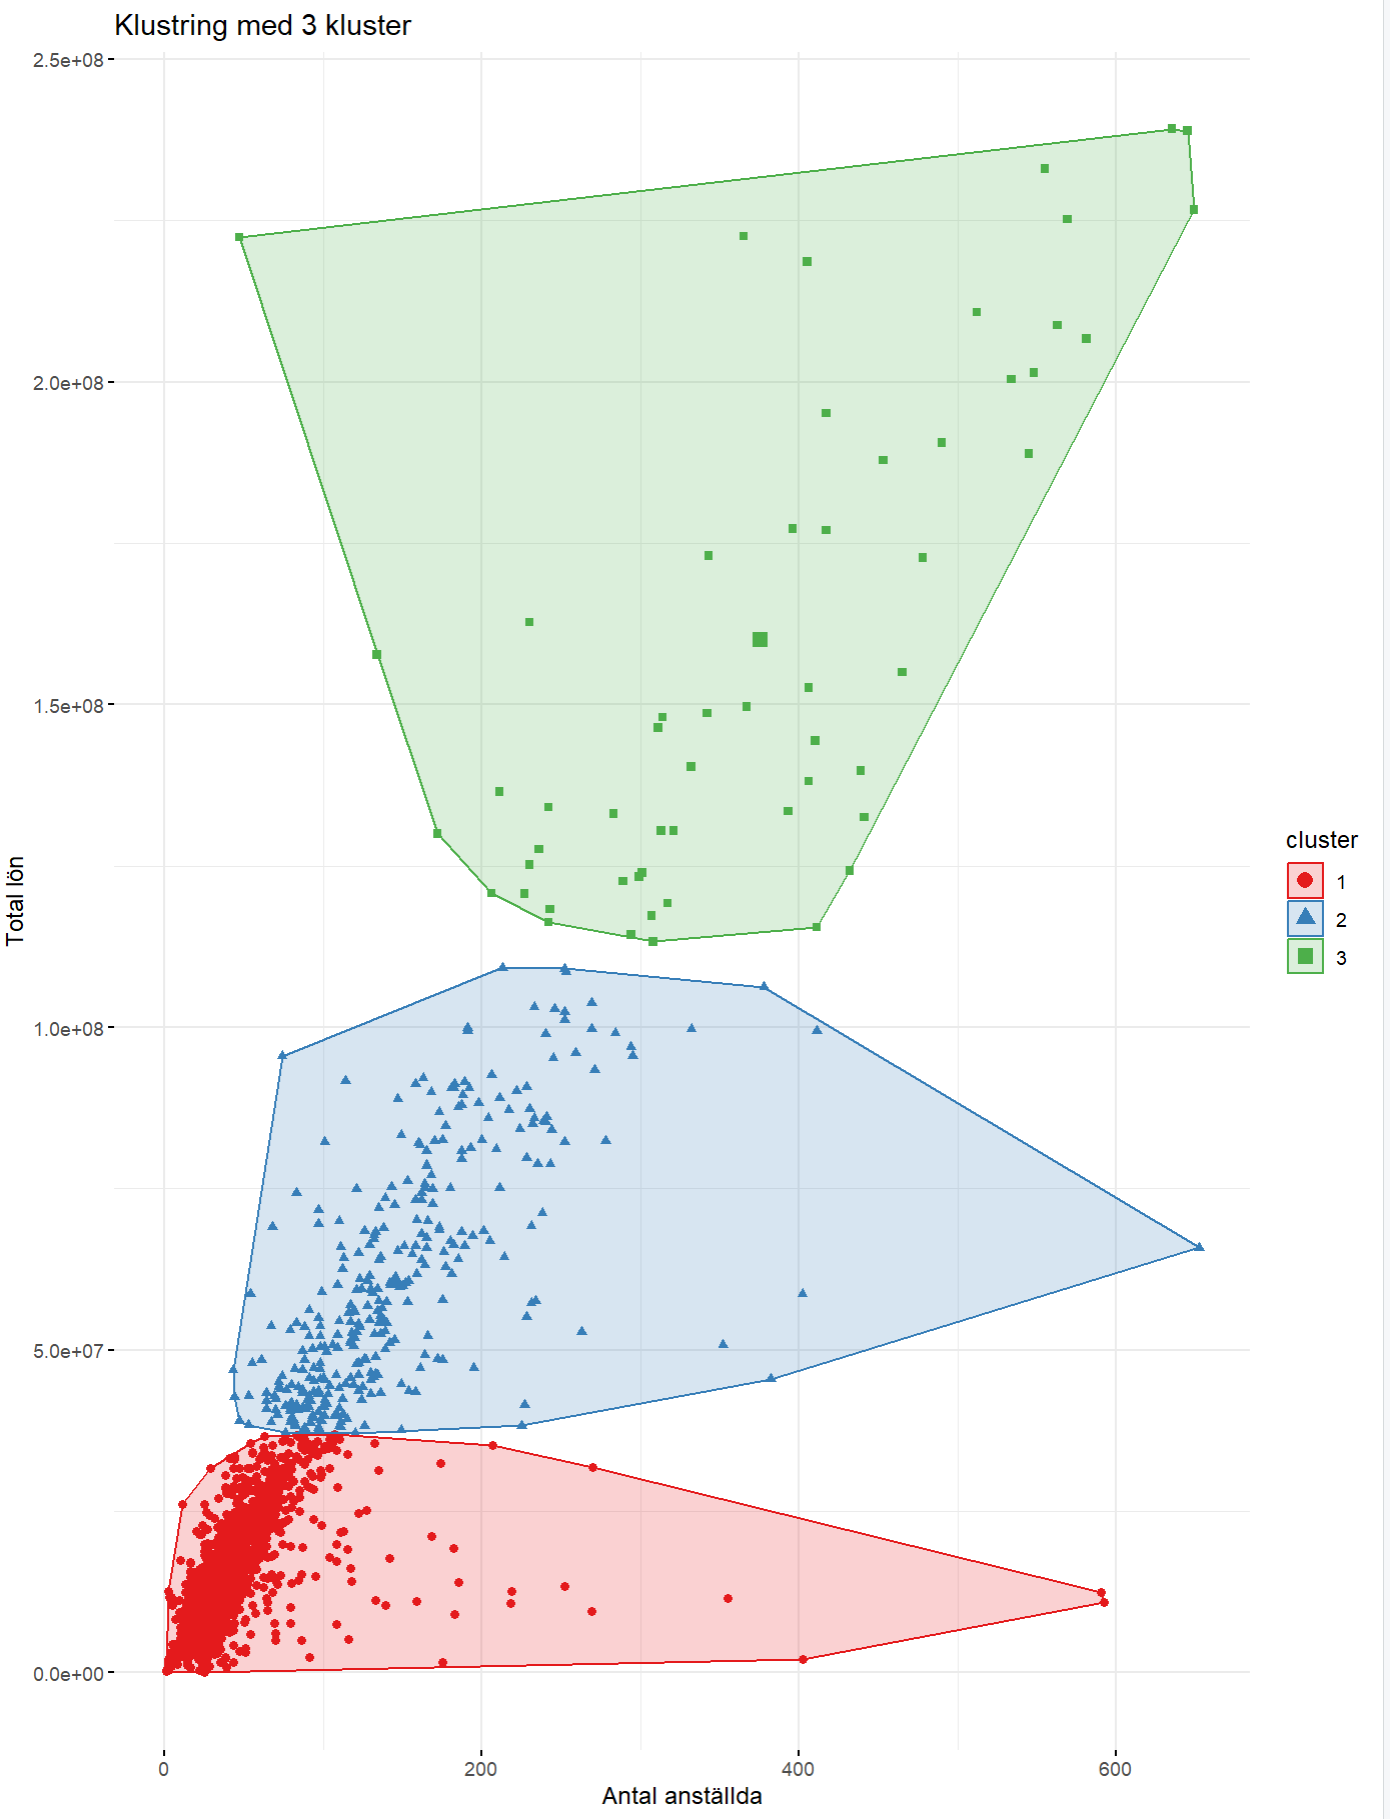 Klustring med 3 kluster
2.5e+08
2.0e+08
1.5e+08
1.0e+08
5.0e+07
0.0e+00
Total lön
0
200
400
600
Antal anställda
cluster
1
2
3